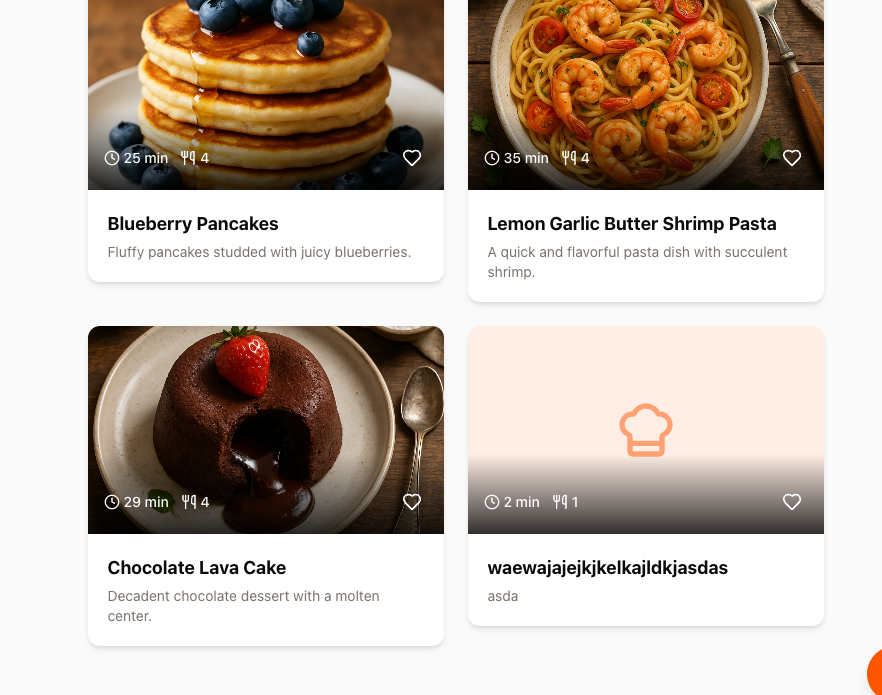 25 min 4
35 min 4
Blueberry Pancakes
Fluffy pancakes studded with juicy blueberries.
Lemon Garlic Butter Shrimp Pasta
A quick and flavorful pasta dish with succulent
shrimp.
29 min 4
2 min 1
Chocolate Lava Cake
Decadent chocolate dessert with a molten
center.
waewajajejkjkelkajldkjasdas
asda